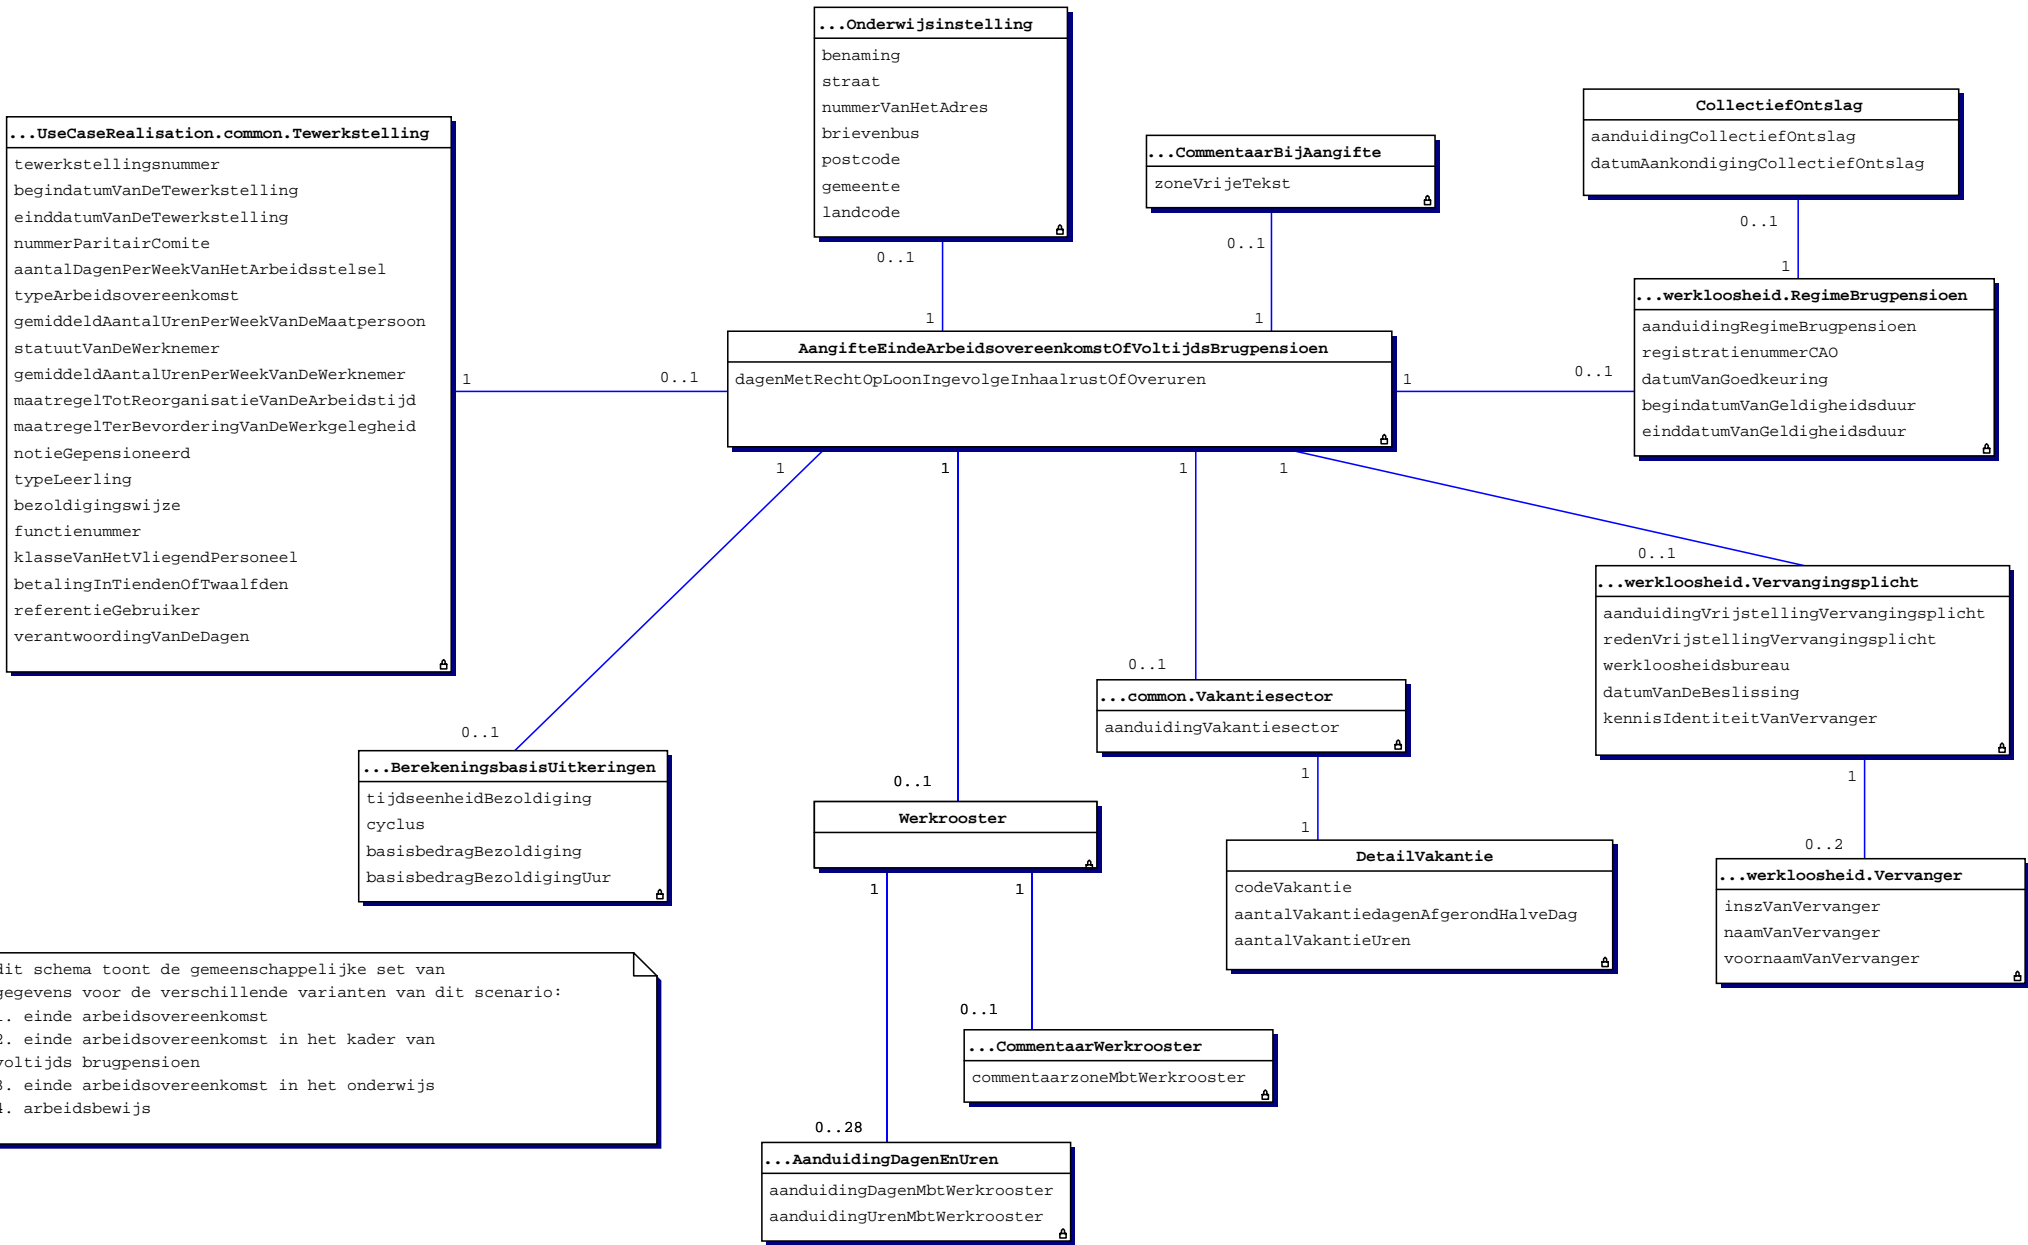 ...Onderwijsinstelling
benaming
straat
nummerVanHetAdres
brievenbus
postcode
gemeente
landcode
0..1
1
...CommentaarBijAangifte
zoneVrijeTekst
0..1
1
CollectiefOntslag
aanduidingCollectiefOntslag
datumAankondigingCollectiefOntslag
0..1
1
...UseCaseRealisation.common.Tewerkstelling
tewerkstellingsnummer
begindatumVanDeTewerkstelling
einddatumVanDeTewerkstelling
nummerParitairComite
aantalDagenPerWeekVanHetArbeidsstelsel
typeArbeidsovereenkomst
gemiddeldAantalUrenPerWeekVanDeMaatpersoon
statuutVanDeWerknemer
gemiddeldAantalUrenPerWeekVanDeWerknemer
maatregelTotReorganisatieVanDeArbeidstijd
maatregelTerBevorderingVanDeWerkgelegheid
notieGepensioneerd
typeLeerling
bezoldigingswijze
functienummer
klasseVanHetVliegendPersoneel
betalingInTiendenOfTwaalfden
referentieGebruiker
verantwoordingVanDeDagen
1
0..1
AangifteEindeArbeidsovereenkomstOfVoltijdsBrugpensioen
dagenMetRechtOpLoonIngevolgeInhaalrustOfOveruren
1
0..1
...werkloosheid.RegimeBrugpensioen
aanduidingRegimeBrugpensioen
registratienummerCAO
datumVanGoedkeuring
begindatumVanGeldigheidsduur
einddatumVanGeldigheidsduur
1
1
1
1
0..1
...werkloosheid.Vervangingsplicht
aanduidingVrijstellingVervangingsplicht
redenVrijstellingVervangingsplicht
werkloosheidsbureau
datumVanDeBeslissing
kennisIdentiteitVanVervanger
1
0..2
...werkloosheid.Vervanger
inszVanVervanger
naamVanVervanger
voornaamVanVervanger
0..1
...common.Vakantiesector
aanduidingVakantiesector
1
1
DetailVakantie
codeVakantie
aantalVakantiedagenAfgerondHalveDag
aantalVakantieUren
0..1
...BerekeningsbasisUitkeringen
tijdseenheidBezoldiging
cyclus
basisbedragBezoldiging
basisbedragBezoldigingUur
0..1
Werkrooster
1
1
0..1
...CommentaarWerkrooster
commentaarzoneMbtWerkrooster
0..28
...AanduidingDagenEnUren
aanduidingDagenMbtWerkrooster
aanduidingUrenMbtWerkrooster
dit schema toont de gemeenschappelijke set van
gegevens voor de verschillende varianten van dit scenario:
1. einde arbeidsovereenkomst
2. einde arbeidsovereenkomst in het kader van
voltijds brugpensioen
3. einde arbeidsovereenkomst in het onderwijs
4. arbeidsbewijs